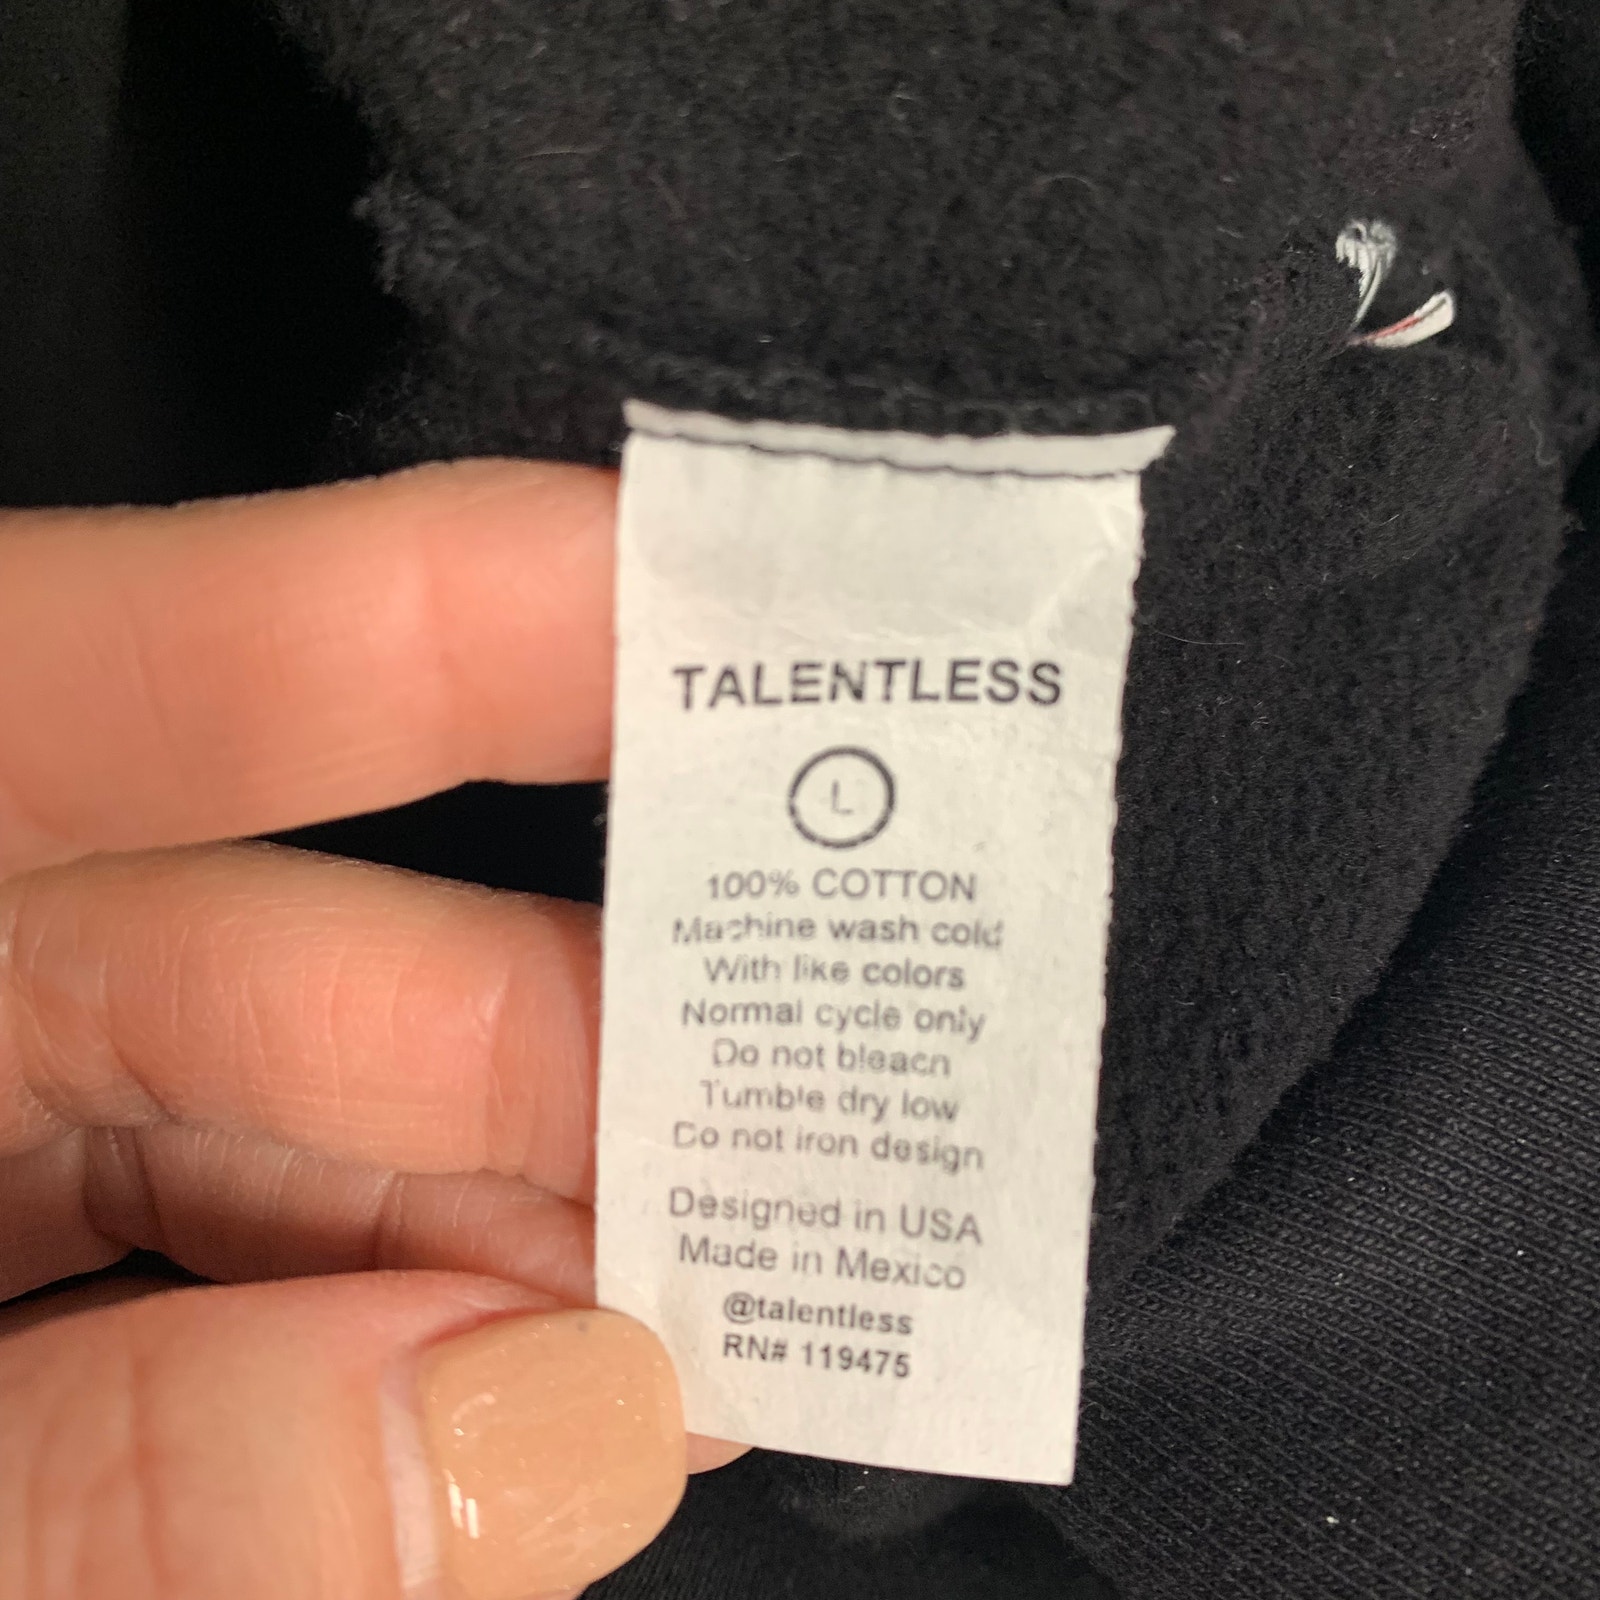 TALENTLESS
L
100% COTTON
Machine wash cold
With like colors
Normal cycle only
Do not bleach
Tumble dry low
Do not iron design
Designed in USA
Made in Mexico
@talentless
RN# 119475